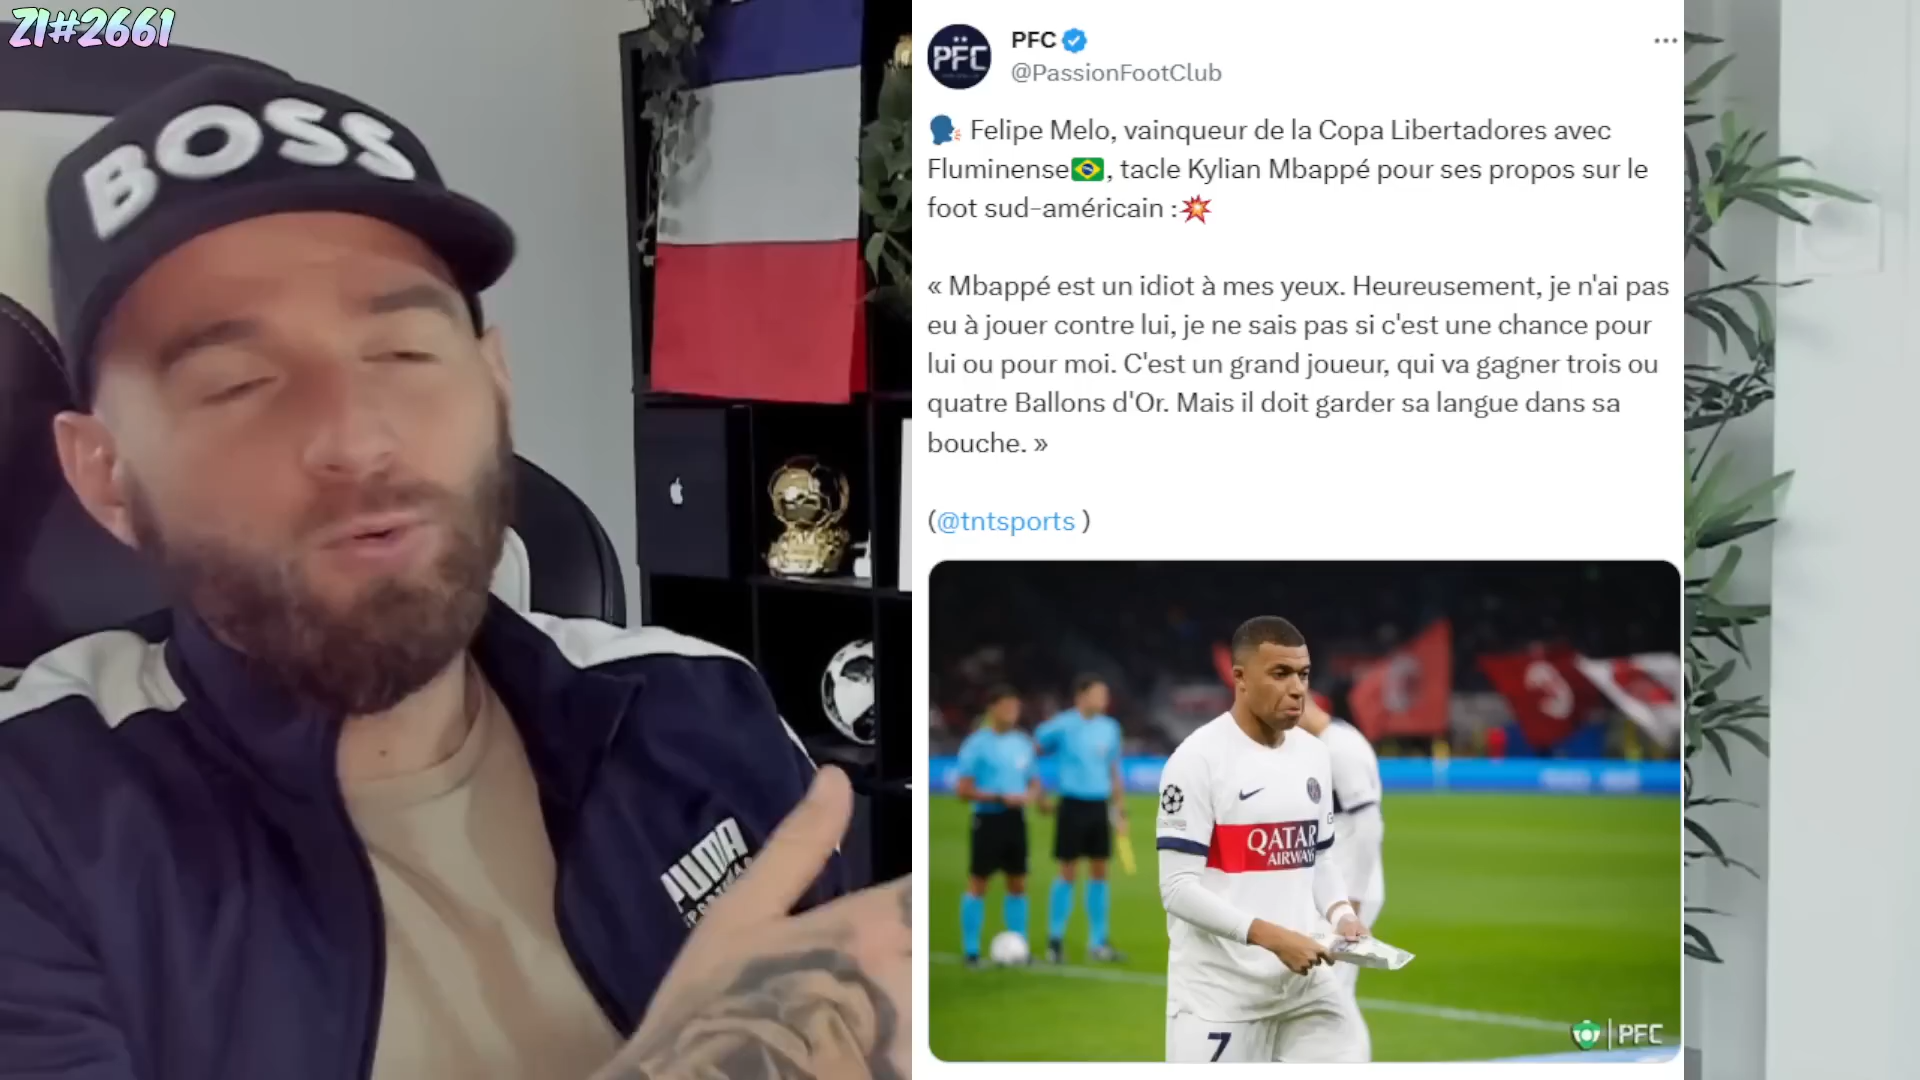 ZI#2661
BOSS
PUMA
PFC
@PassionFootClub
PFC
🗣️ Felipe Melo, vainqueur de la Copa Libertadores avec
Fluminense🇧🇷, tacle Kylian Mbappé pour ses propos sur le
foot sud-américain :💥
« Mbappé est un idiot à mes yeux. Heureusement, je n'ai pas
eu à jouer contre lui, je ne sais pas si c'est une chance pour
lui ou pour moi. C'est un grand joueur, qui va gagner trois ou
quatre Ballons d'Or. Mais il doit garder sa langue dans sa
bouche. »
(@tntsports )
QATAR
AIRWAYS
7
PFC